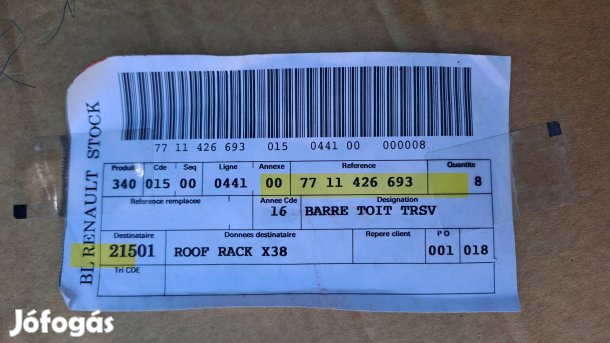 BL RENAULT STOCK
77 11 426 693 015 0441 00 000008
Produit Cde Seq Ligne Annexe Reference Quantite
340 015 00 0441 00 77 11 426 693 8
Reference remplacee Annee Cde Designation
16 BARRE TOIT TRSV
Destinataire Donnees destinataire Repere client P O
21501 ROOF RACK X38 001 018
Tri CDE
Jófogás